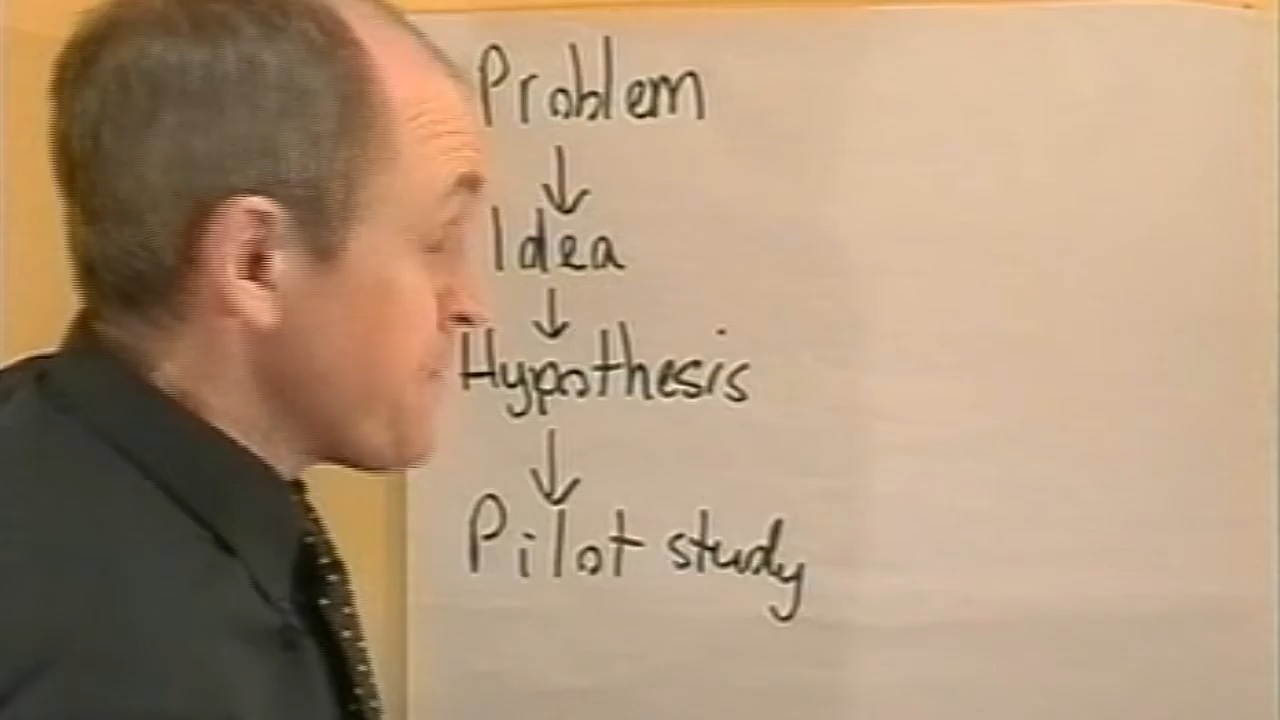 Problem
↓
Idea
↓
Hypothesis
↓
Pilot study